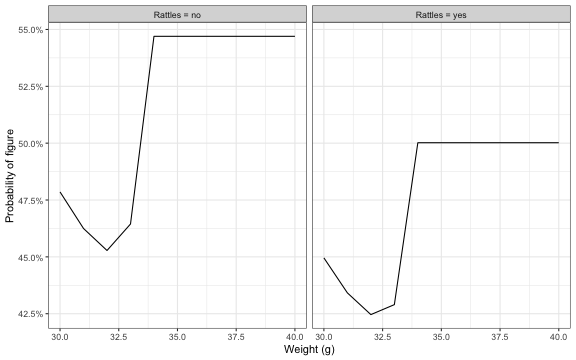 Rattles = no
Rattles = yes
Probability of figure
55.0%
52.5%
50.0%
47.5%
45.0%
42.5%
30.0 32.5 35.0 37.5 40.0
30.0 32.5 35.0 37.5 40.0
Weight (g)